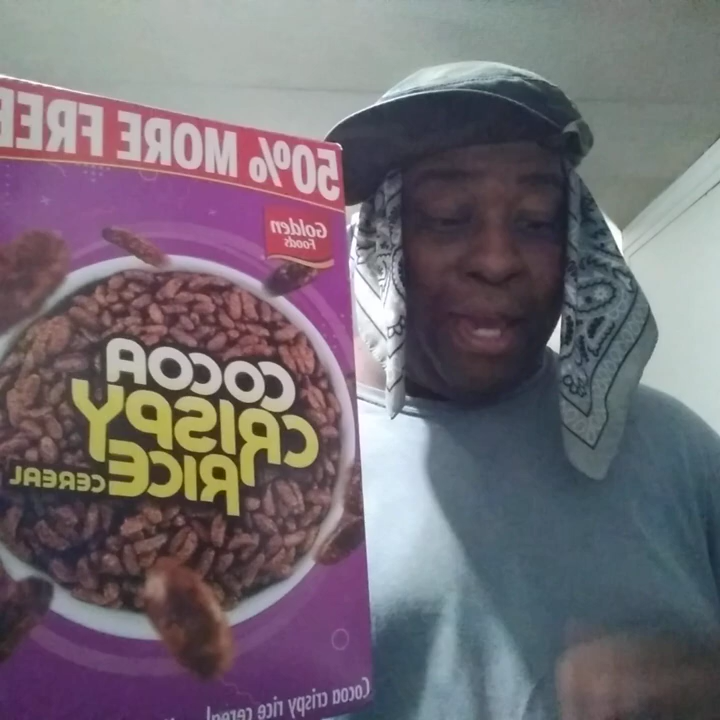 50% MORE FREE
Golden
Foods
COCOA
CRISPY
RICE CEREAL
Cocoa crispy rice cereal